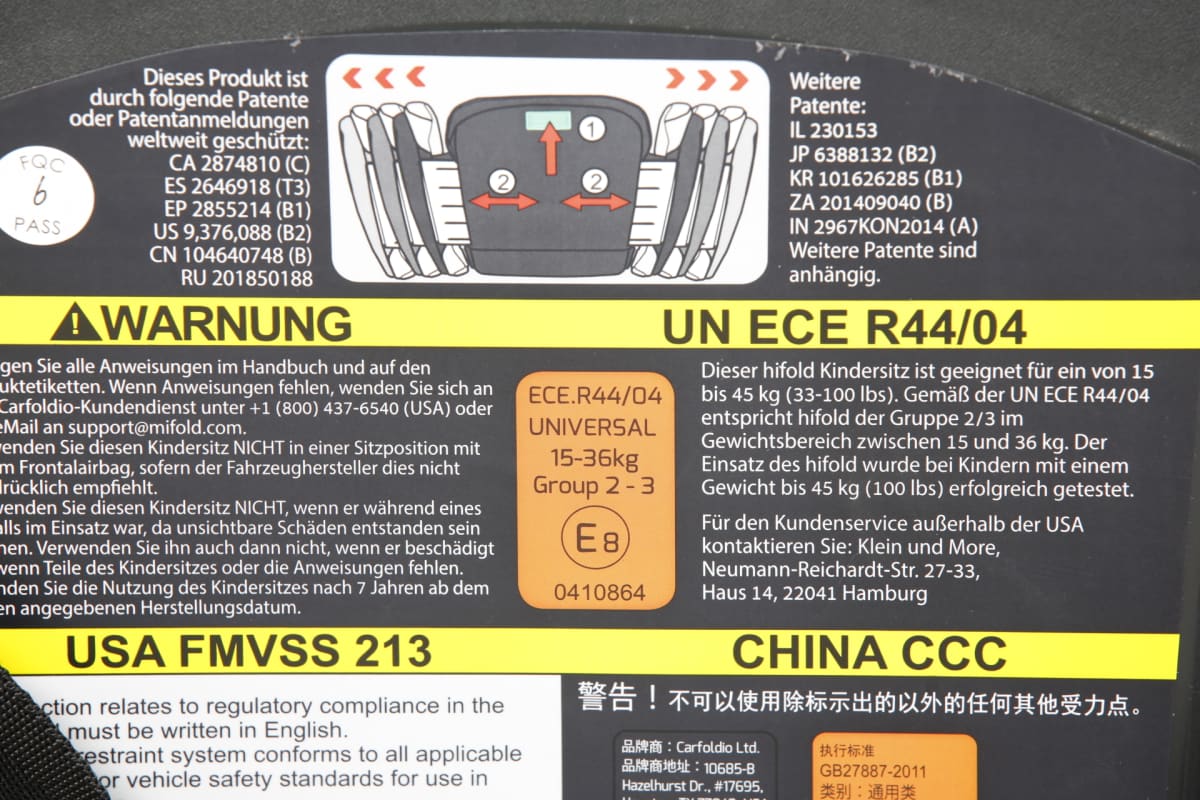 Dieses Produkt ist
durch folgende Patente
oder Patentanmeldungen
weltweit geschützt:
CA 2874810 (C)
ES 2646918 (T3)
EP 2855214 (B1)
US 9,376,088 (B2)
CN 104640748 (B)
RU 201850188
FQC
6
PASS
1
2
2
Weitere
Patente:
IL 230153
JP 6388132 (B2)
KR 101626285 (B1)
ZA 201409040 (B)
IN 2967KON2014 (A)
Weitere Patente sind
anhängig.
WARNUNG
UN ECE R44/04
Sie alle Anweisungen im Handbuch und auf den
Wenn Anweisungen fehlen, wenden Sie sich an
Carfoldio-Kundendienst unter +1 (800) 437-6540 (USA) oder
eMail an support@mifold.com.
Sie diesen Kindersitz NICHT in einer Sitzposition mit
Frontalairbag, sofern der Fahrzeughersteller dies nicht
empfiehlt.
Sie diesen Kindersitz NICHT, wenn er während eines
im Einsatz war, da unsichtbare Schäden entstanden sein
Verwenden Sie ihn auch dann nicht, wenn er beschädigt
wenn Teile des Kindersitzes oder die Anweisungen fehlen.
Sie die Nutzung des Kindersitzes nach 7 Jahren ab dem
angegebenen Herstellungsdatum.
ECE.R44/04
UNIVERSAL
15-36kg
Group 2 - 3
E8
0410864
Dieser hifold Kindersitz ist geeignet für ein von 15
bis 45 kg (33-100 lbs). Gemäß der UN ECE R44/04
entspricht hifold der Gruppe 2/3 im
Gewichtsbereich zwischen 15 und 36 kg. Der
Einsatz des hifold wurde bei Kindern mit einem
Gewicht bis 45 kg (100 lbs) erfolgreich getestet.
Für den Kundenservice außerhalb der USA
kontaktieren Sie: Klein und More,
Neumann-Reichardt-Str. 27-33,
Haus 14, 22041 Hamburg
USA FMVSS 213
CHINA CCC
relates to regulatory compliance in the
must be written in English.
restraint system conforms to all applicable
vehicle safety standards for use in
警告！不可以使用除标示出的以外的任何其他受力点。
品牌商：Carfoldio Ltd.
品牌商地址：10685-B
Hazelhurst Dr., #17695,
执行标准
GB27887-2011
类别：通用类